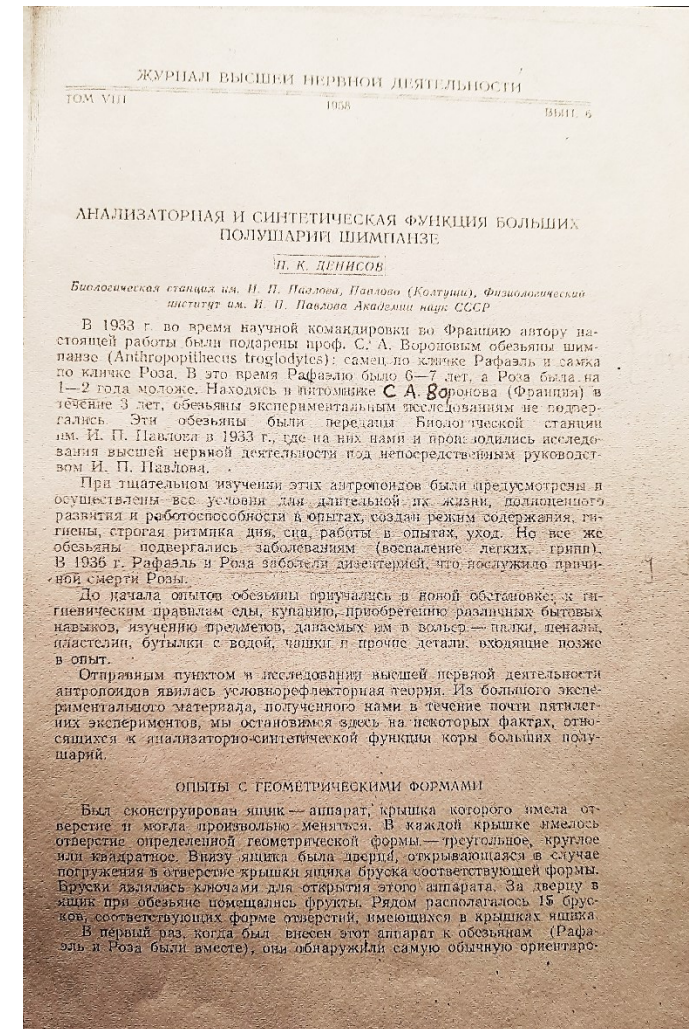 ЖУРНАЛ ВЫСШЕЙ НЕРВНОЙ ДЕЯТЕЛЬНОСТИ
ТОМ VIII 1958 ВЫП. 6
АНАЛИЗАТОРНАЯ И СИНТЕТИЧЕСКАЯ ФУНКЦИЯ БОЛЬШИХ
ПОЛУШАРИЙ ШИМПАНЗЕ
П. К. ДЕНИСОВ
Биологическая станция им. И. П. Павлова, Павлово (Колтуши), Физиологический
институт им. И. П. Павлова Академии наук СССР
В 1933 г. во время научной командировки во Францию автору на-
стоящей работы были подарены проф. С. А. Вороновым обезьяны шим-
панзе (Anthropopithecus troglodytes): самец по кличке Рафаэль и самка
по кличке Роза. В это время Рафаэлю было 6—7 лет, а Роза была на
1—2 года моложе. Находясь в питомнике С А. Воронова (Франция) в
течение 3 лет, обезьяны экспериментальным исследованиям не подвер-
гались. Эти обезьяны были переданы Биологической станции
им. И. П. Павлова в 1933 г., где на них нами и производились исследо-
вания высшей нервной деятельности под непосредственным руководст-
вом И. П. Павлова.
При тщательном изучении этих антропоидов были предусмотрены и
осуществлены все условия для длительной их жизни, полноценного
развития и работоспособности в опытах, создан режим содержания, ги-
гиены, строгая ритмика дня, сна, работы в опытах, уход. Но все же
обезьяны подвергались заболеваниям (воспаление легких, грипп).
В 1936 г. Рафаэль и Роза заболели дизентерией, что послужило причи-
ной смерти Розы.
До начала опытов обезьяны приучались к новой обстановке: к ги-
гиеническим правилам еды, купанию, приобретению различных бытовых
навыков, изучению предметов, даваемых им в вольер — палки, пеналы,
пластелин, бутылки с водой, чашки и прочие детали, входящие позже
в опыт.
Отправным пунктом в исследовании высшей нервной деятельности
антропоидов явилась условнорефлекторная теория. Из большого экспе-
риментального материала, полученного нами в течение почти пятилет-
них экспериментов, мы остановимся здесь на некоторых фактах, отно-
сящихся к анализаторно-синтетической функции коры больших полу-
шарий.
ОПЫТЫ С ГЕОМЕТРИЧЕСКИМИ ФОРМАМИ
Был сконструирован ящик — аппарат, крышка которого имела от-
верстие и могла произвольно меняться. В каждой крышке имелось
отверстие определенной геометрической формы — треугольное, круглое
или квадратное. Внизу ящика была дверца, открывающаяся в случае
погружения в отверстие крышки ящика бруска соответствующей формы.
Бруски являлись ключами для открытия этого аппарата. За дверцу в
ящик при обезьяне помещались фрукты. Рядом располагалось 15 брус-
ков, соответствующих форме отверстий, имеющихся в крышках ящика.
В первый раз, когда был внесен этот аппарат к обезьянам (Рафа-
эль и Роза были вместе), они обнаружили самую обычную ориентиро-